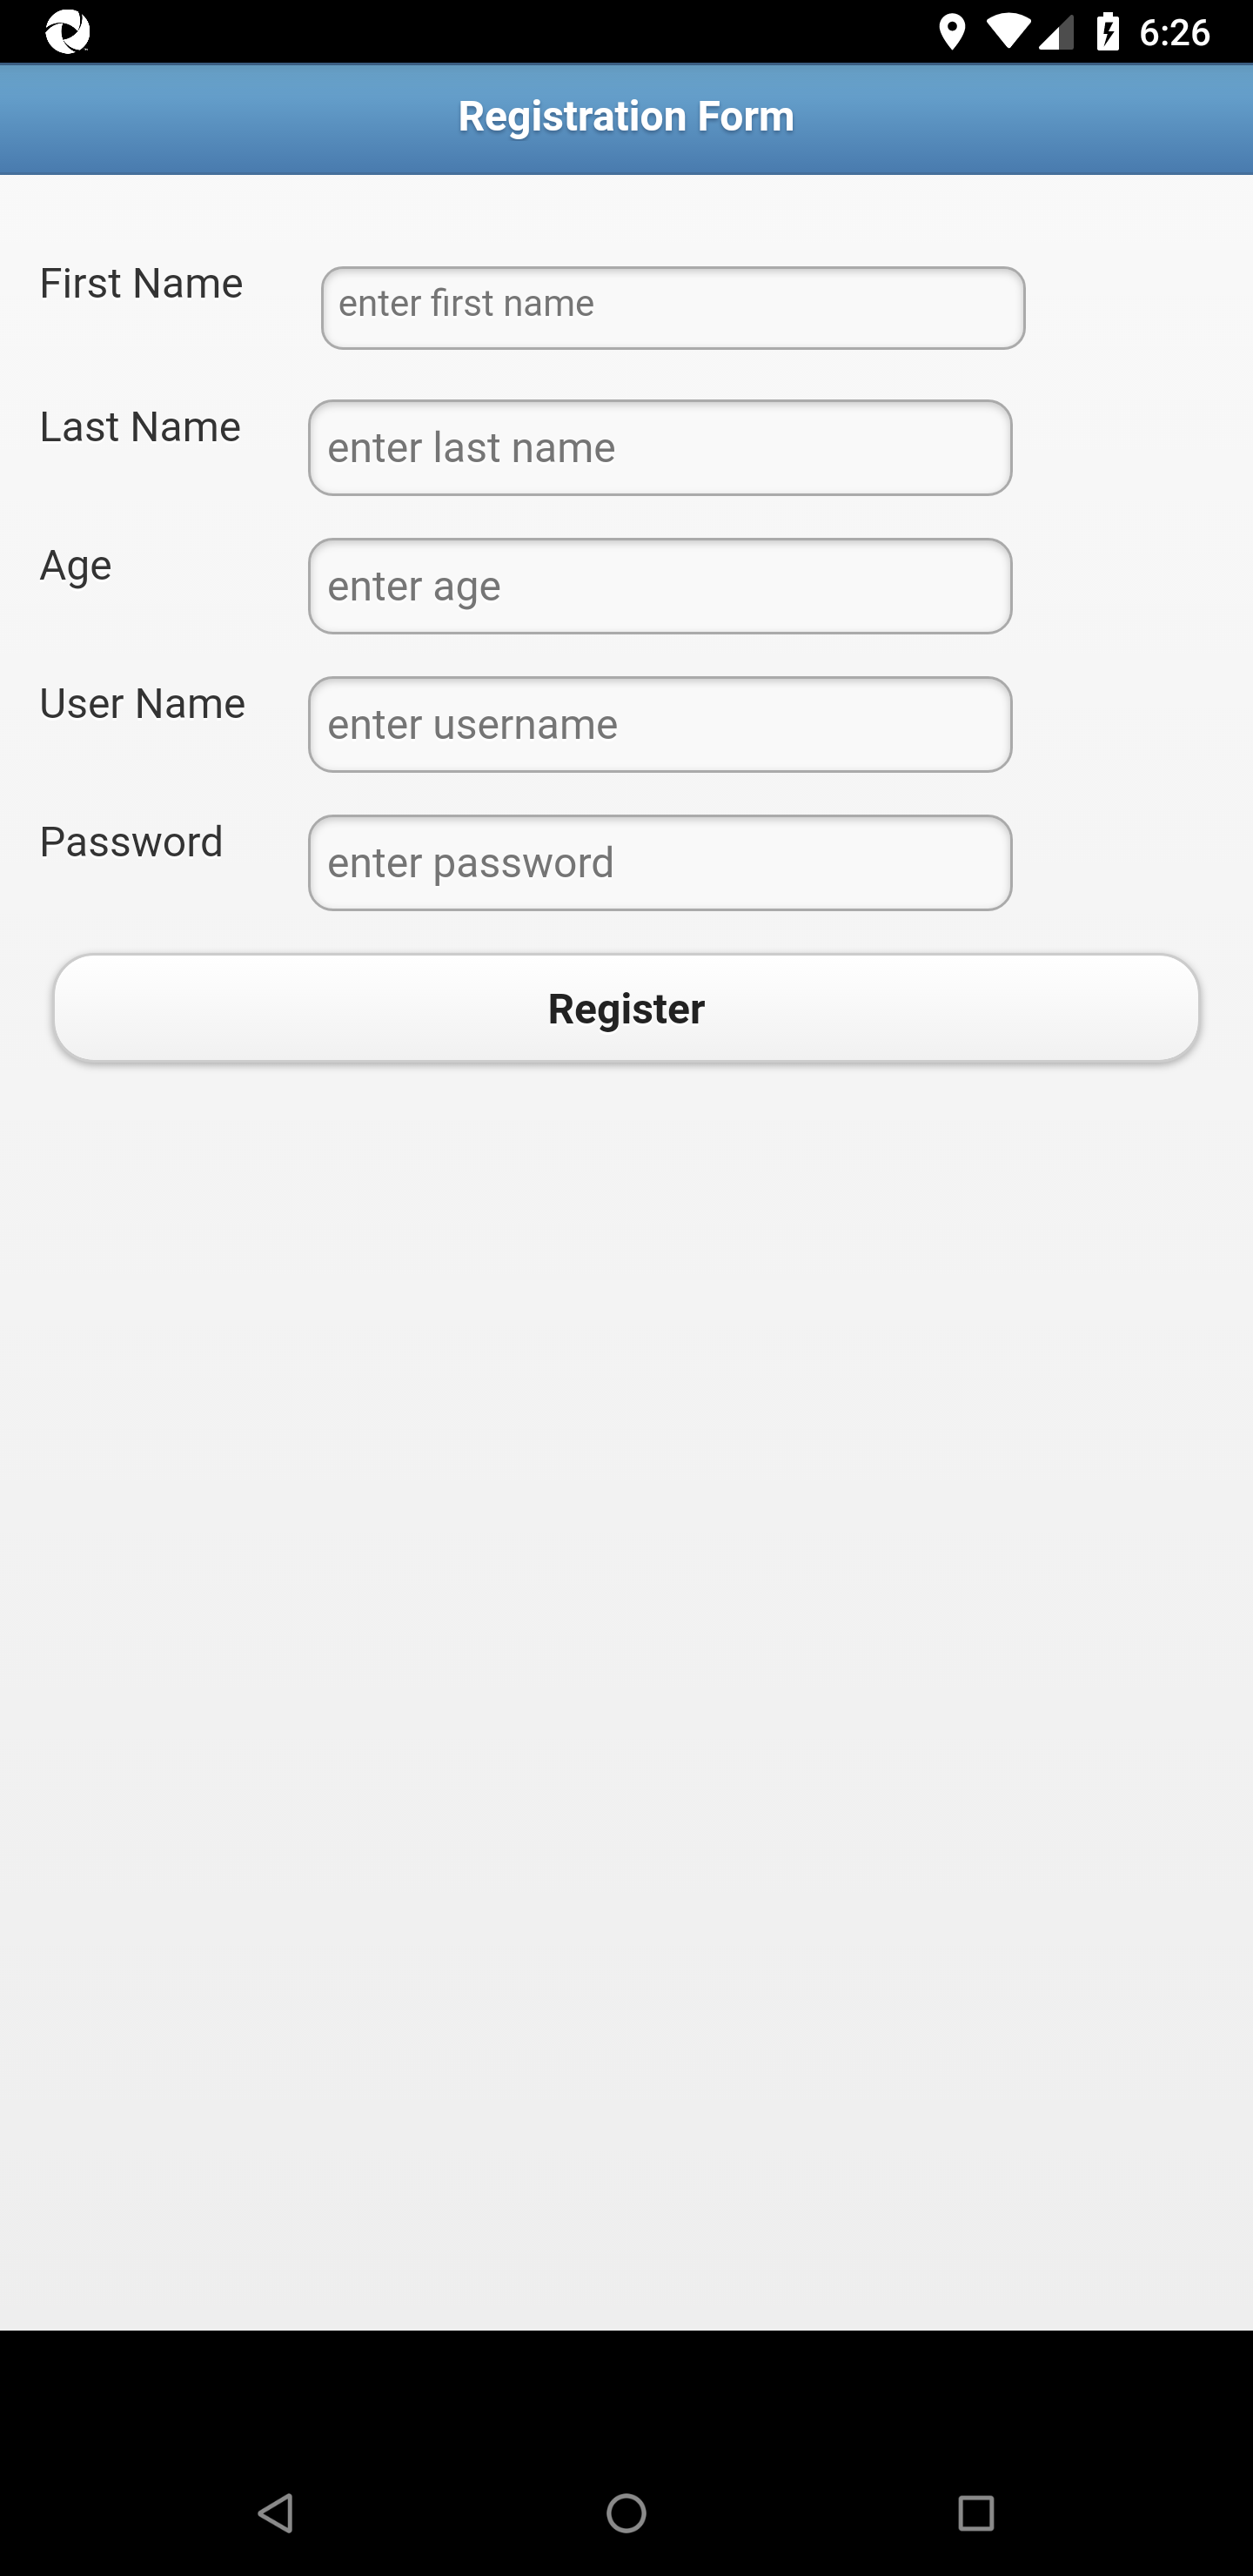 6:26
Registration Form
First Name
enter first name
Last Name
enter last name
Age
enter age
User Name
enter username
Password
enter password
Register